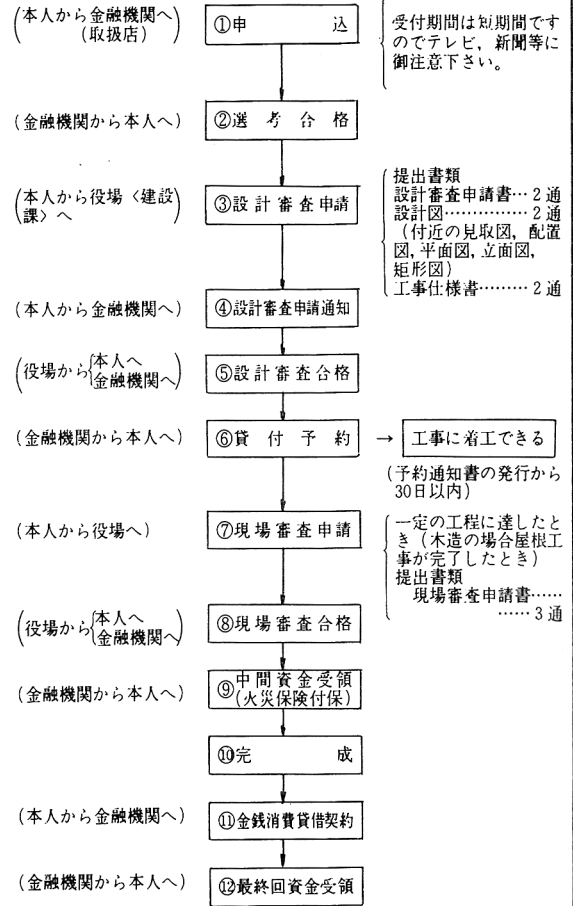 (本人から金融機関へ)
(取扱店)
①申込
受付期間は短期間ですのでテレビ，新聞等に御注意下さい。
(金融機関から本人へ)
②選考合格
(本人から役場〈建設課〉へ)
③設計審査申請
提出書類
設計審査申請書…2通
設計図……………2通
(付近の見取図，配置図，平面図，立面図，矩形図)
工事仕様書………2通
(本人から金融機関へ)
④設計審査申請通知
(役場から{本人へ
金融機関へ)
⑤設計審査合格
(金融機関から本人へ)
⑥貸付予約
→
工事に着工できる
(予約通知書の発行から30日以内)
(本人から役場へ)
⑦現場審査申請
一定の工程に達したとき（木造の場合屋根工事が完了したとき）
提出書類
現場審査申請書……
……3通
(役場から{本人へ
金融機関へ)
⑧現場審査合格
(金融機関から本人へ)
⑨中間資金受領
(火災保険付保)
⑩完成
(本人から金融機関へ)
⑪金銭消費貸借契約
(金融機関から本人へ)
⑫最終回資金受領